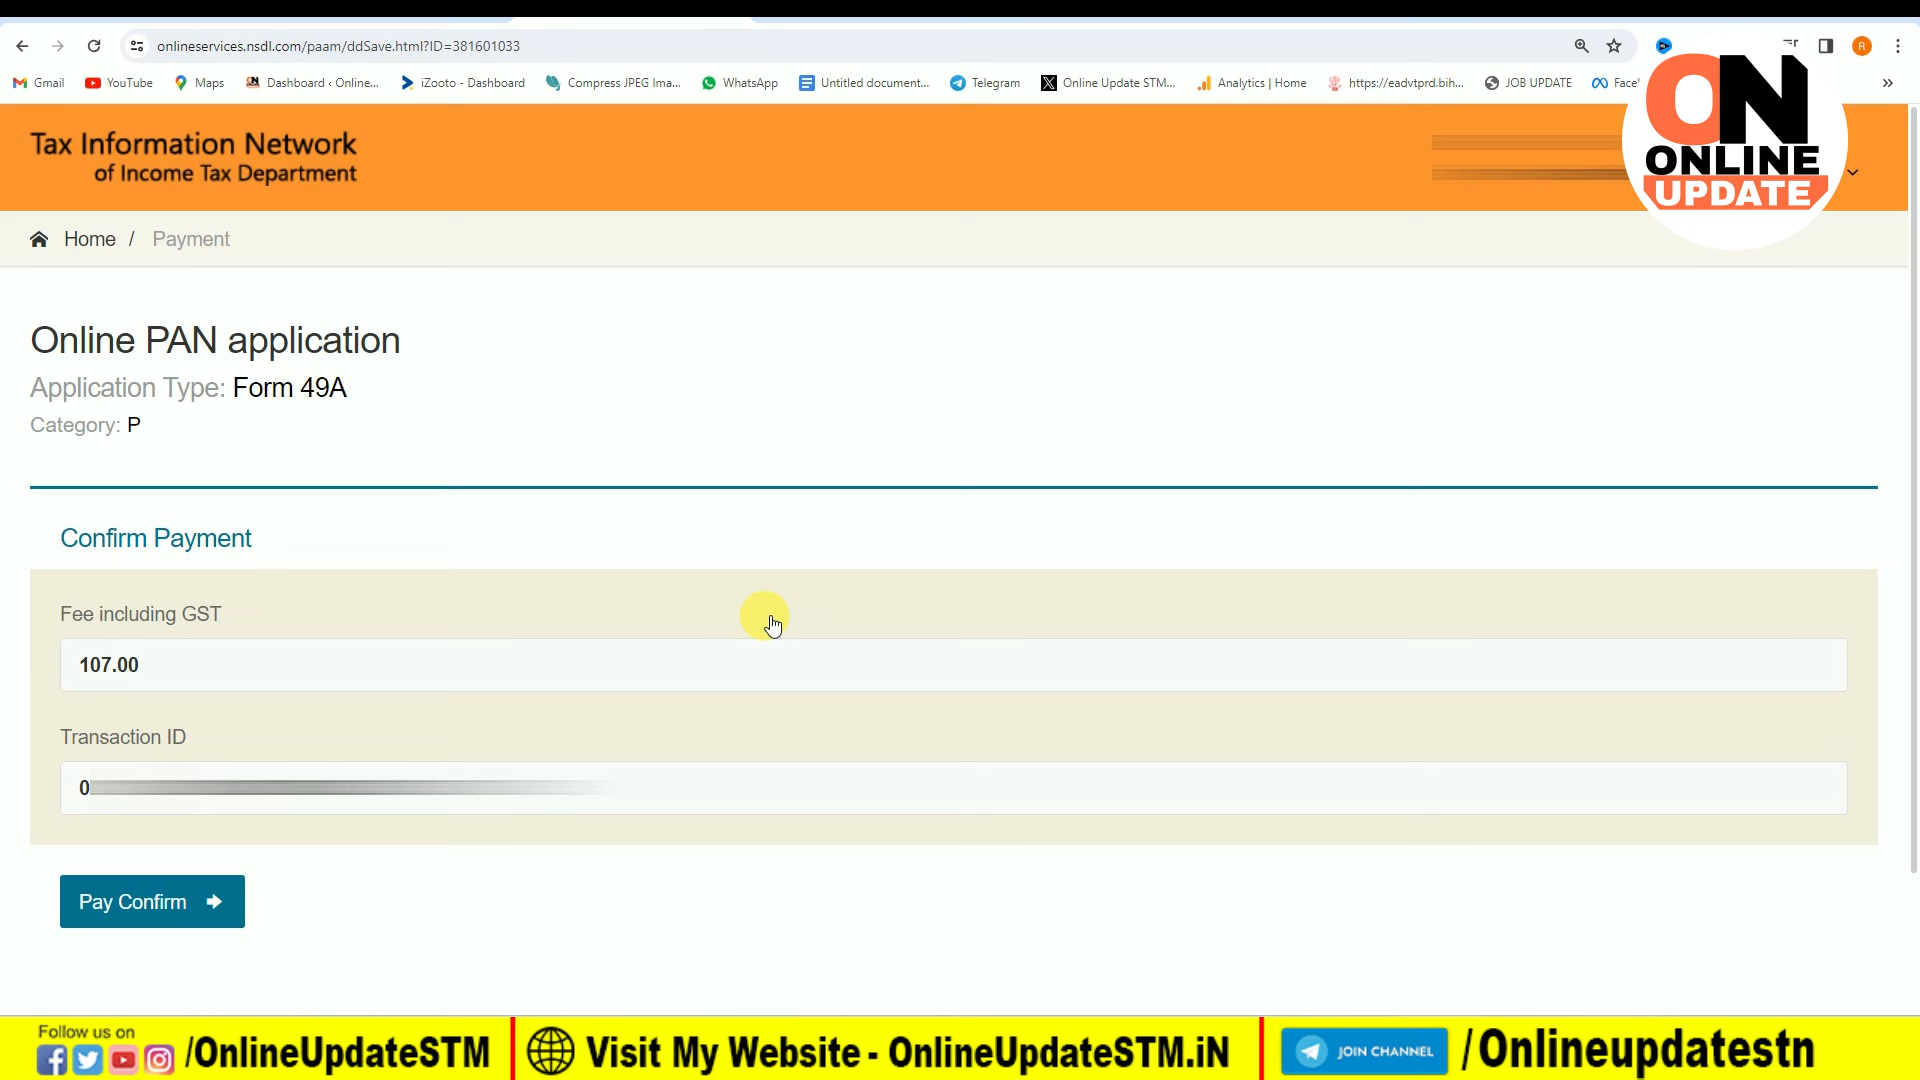 onlineservices.nsdl.com/paam/ddSave.html?ID=381601033
R
Gmail YouTube Maps Dashboard ‹ Online... iZooto - Dashboard Compress JPEG Ima... WhatsApp Untitled document... Telegram Online Update STM... Analytics | Home https://eadvtprd.bih... JOB UPDATE Face
ON
ONLINE
UPDATE
Tax Information Network
of Income Tax Department
Home / Payment
Online PAN application
Application Type: Form 49A
Category: P
Confirm Payment
Fee including GST
107.00
Transaction ID
0
Pay Confirm
Follow us on
/OnlineUpdateSTM
Visit My Website - OnlineUpdateSTM.iN
JOIN CHANNEL
/Onlineupdatestn